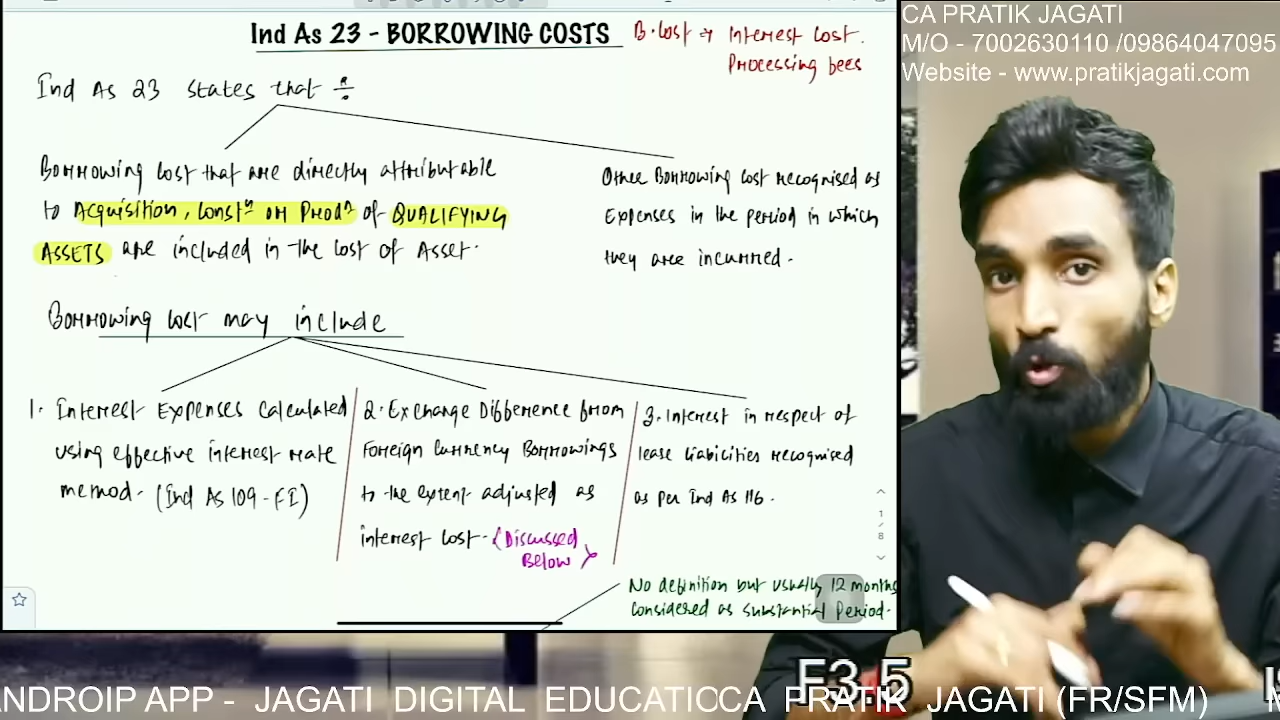 Ind As 23 - BORROWING COSTS
B. Cost → Interest Cost.
Processing bees
Ind As 23 states that ÷
Borrowing Cost that are directly attributable
to Acquisition, Constⁿ or Prodⁿ of QUALIFYING
ASSETS are included in the Cost of Asset.
Other Borrowing Cost recognised as
Expenses in the period in which
they are incurred.
Borrowing Cost may include
1. Interest Expenses Calculated
using effective interest rate
method. (Ind As 109 - FI)
2. Exchange Difference from
Foreign Currency Borrowings
to the extent adjusted as
interest Cost. (Discussed
Below)
3. Interest in respect of
lease liabilities recognised
as per Ind As 116.
1/8
No definition but usually 12 months
Considered as Substantial Period.
CA PRATIK JAGATI
M/O - 7002630110 /09864047095
Website - www.pratikjagati.com
F3.5
NDROIP APP - JAGATI DIGITAL EDUCATIO
CA PRATIK JAGATI (FR/SFM)